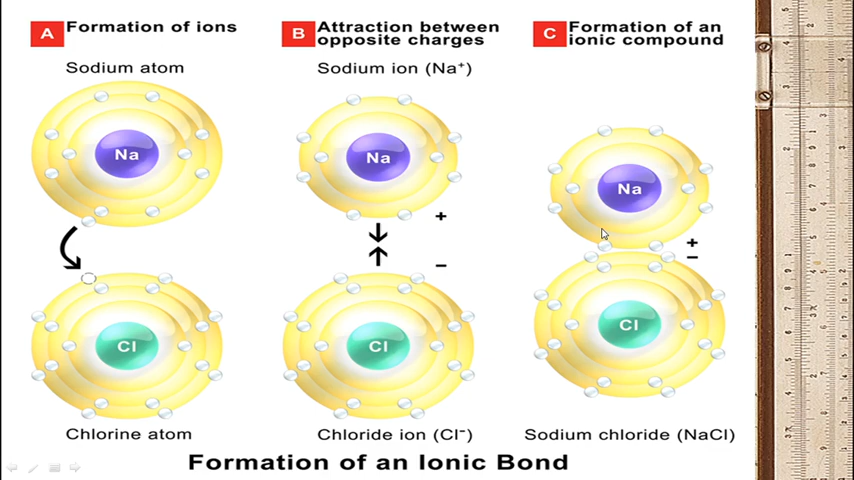 A Formation of ions
B Attraction between
opposite charges
C Formation of an
ionic compound
Sodium atom
Sodium ion (Na⁺)
Na
Na
Na
+
+
−
−
Cl
Cl
Cl
Chlorine atom
Chloride ion (Cl⁻)
Sodium chloride (NaCl)
Formation of an Ionic Bond